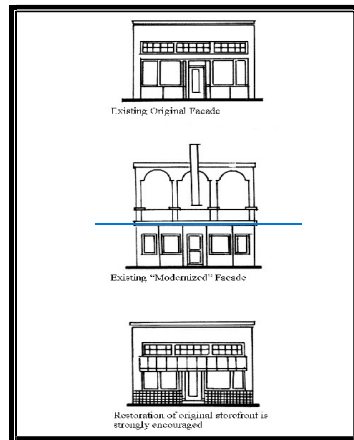 Existing Original Facade
Existing "Modernized" Facade
Restoration of original storefront is
strongly encouraged